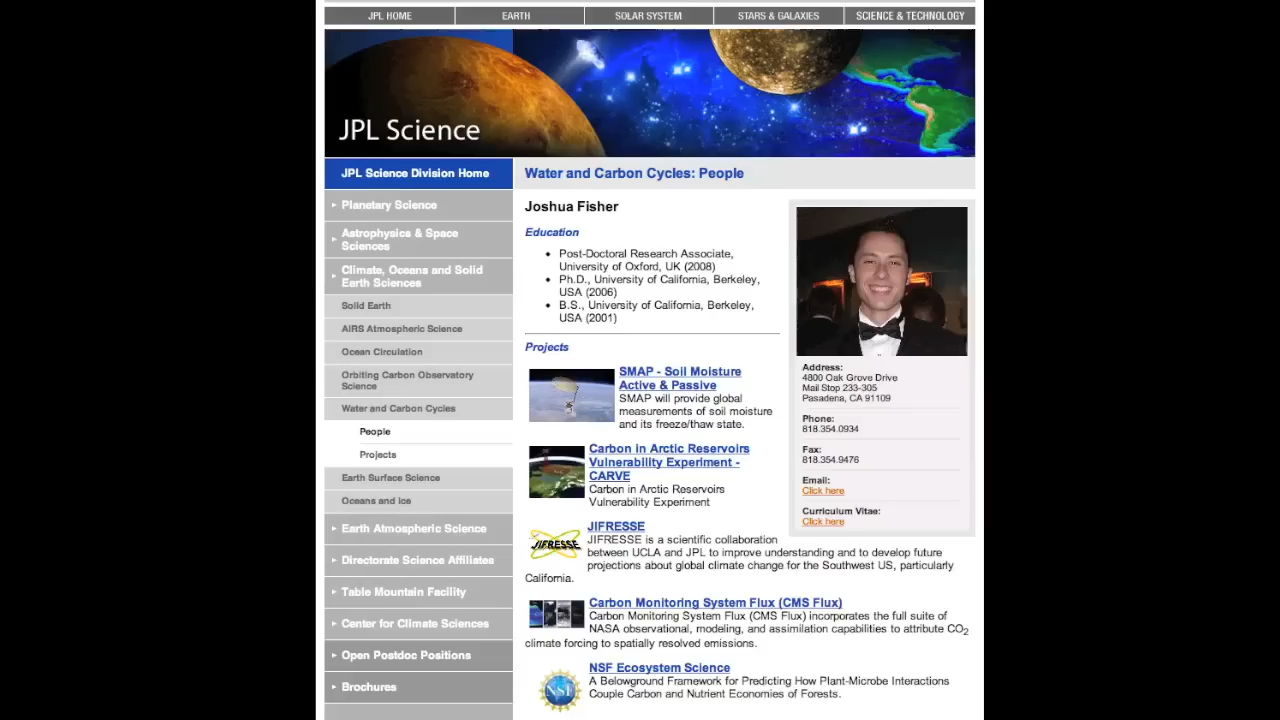 JPL HOME
EARTH
SOLAR SYSTEM
STARS & GALAXIES
SCIENCE & TECHNOLOGY
JPL Science
JPL Science Division Home
Planetary Science
Astrophysics & Space
Sciences
Climate, Oceans and Solid
Earth Sciences
Solid Earth
AIRS Atmospheric Science
Ocean Circulation
Orbiting Carbon Observatory
Science
Water and Carbon Cycles
People
Projects
Earth Surface Science
Oceans and Ice
Earth Atmospheric Science
Directorate Science Affiliates
Table Mountain Facility
Center for Climate Sciences
Open Postdoc Positions
Brochures
Water and Carbon Cycles: People
Joshua Fisher
Education
• Post-Doctoral Research Associate,
University of Oxford, UK (2008)
• Ph.D., University of California, Berkeley,
USA (2006)
• B.S., University of California, Berkeley,
USA (2001)
Projects
SMAP - Soil Moisture
Active & Passive
SMAP will provide global
measurements of soil moisture
and its freeze/thaw state.
Carbon in Arctic Reservoirs
Vulnerability Experiment -
CARVE
Carbon in Arctic Reservoirs
Vulnerability Experiment
JIFRESSE
JIFRESSE
JIFRESSE is a scientific collaboration
between UCLA and JPL to improve understanding and to develop future
projections about global climate change for the Southwest US, particularly
California.
Carbon Monitoring System Flux (CMS Flux)
Carbon Monitoring System Flux (CMS Flux) incorporates the full suite of
NASA observational, modeling, and assimilation capabilities to attribute CO2
climate forcing to spatially resolved emissions.
NSF
NSF Ecosystem Science
A Belowground Framework for Predicting How Plant-Microbe Interactions
Couple Carbon and Nutrient Economies of Forests.
Address:
4800 Oak Grove Drive
Mail Stop 233-305
Pasadena, CA 91109
Phone:
818.354.0934
Fax:
818.354.9476
Email:
Click here
Curriculum Vitae:
Click here